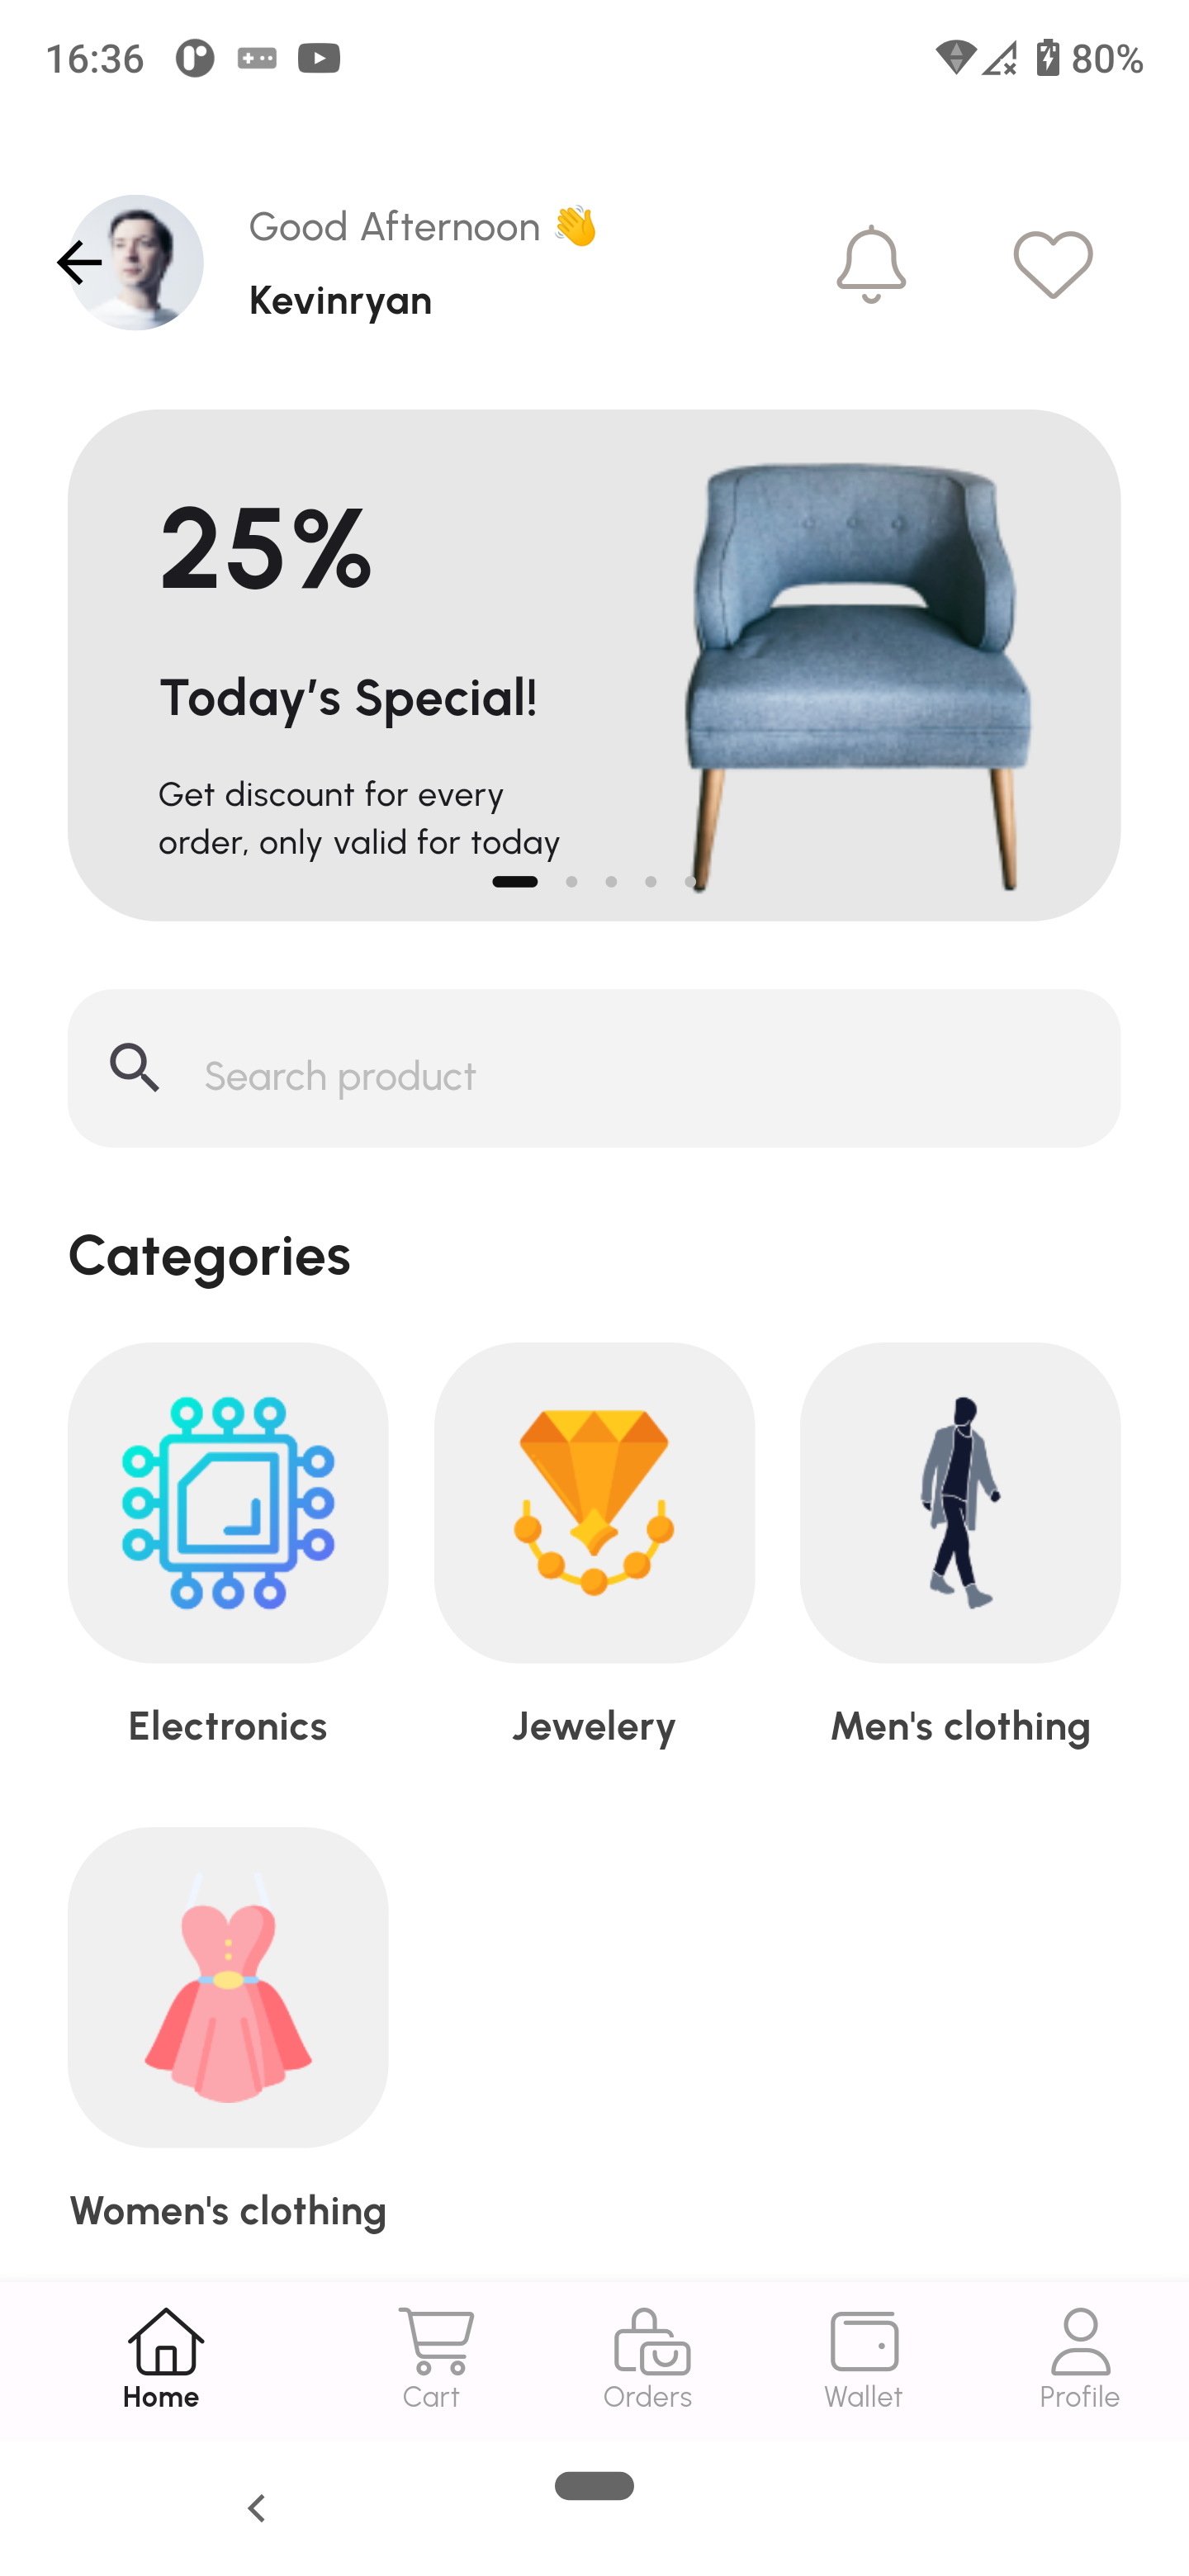 16:36
80%
Good Afternoon 👋
Kevinryan
25%
Today's Special!
Get discount for every
order, only valid for today
Search product
Categories
Electronics
Jewelery
Men's clothing
Women's clothing
Home
Cart
Orders
Wallet
Profile